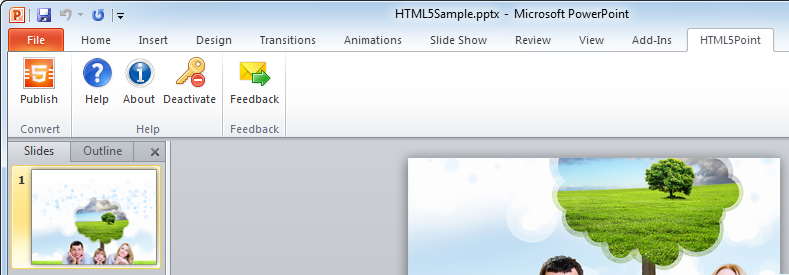 HTML5Sample.pptx - Microsoft PowerPoint
File Home Insert Design Transitions Animations Slide Show Review View Add-Ins HTML5Point
Publish Help About Deactivate Feedback
Convert Help Feedback
Slides Outline
1